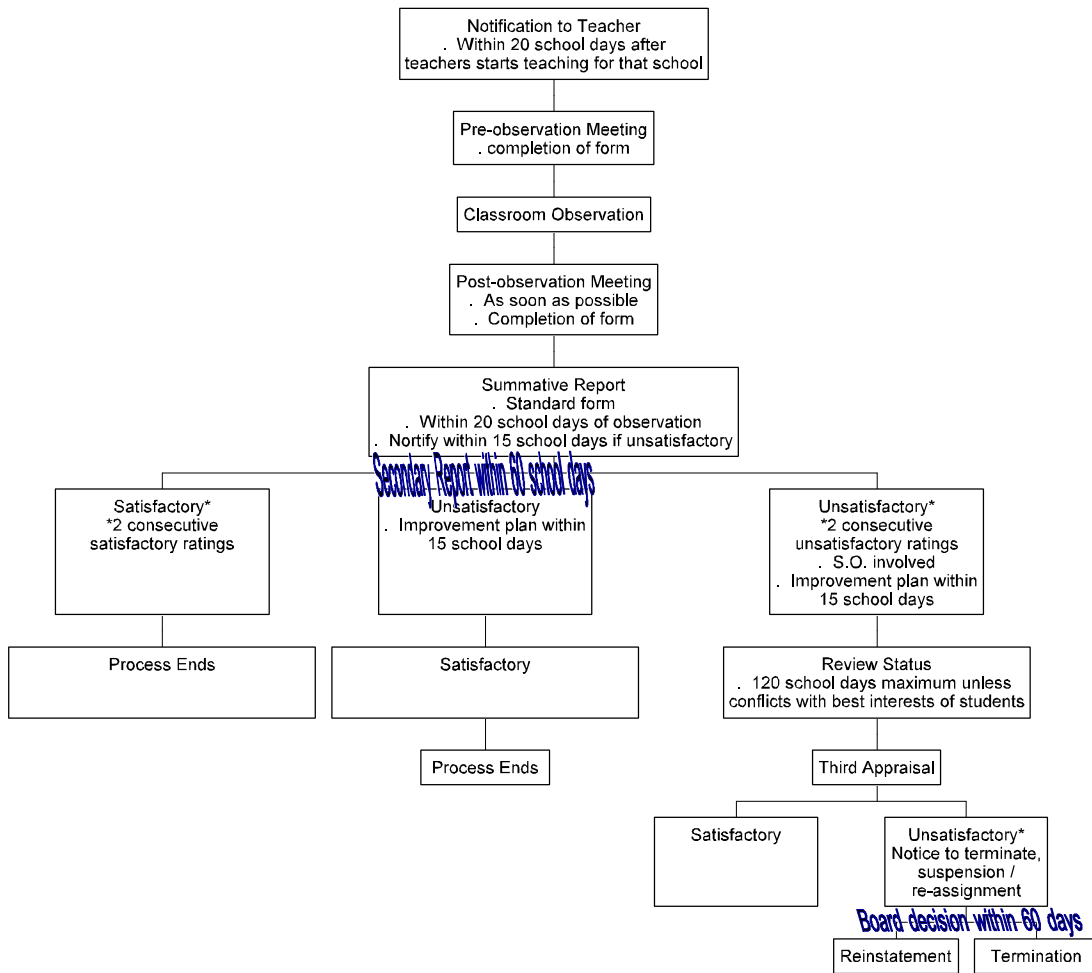 Notification to Teacher
. Within 20 school days after
teachers starts teaching for that school
Pre-observation Meeting
. completion of form
Classroom Observation
Post-observation Meeting
. As soon as possible
. Completion of form
Summative Report
. Standard form
. Within 20 school days of observation
. Nortify within 15 school days if unsatisfactory
Secondary Report within 60 school days
Satisfactory*
*2 consecutive
satisfactory ratings
Unsatisfactory
. Improvement plan within
15 school days
Unsatisfactory*
*2 consecutive
unsatisfactory ratings
. S.O. involved
. Improvement plan within
15 school days
Process Ends
Satisfactory
Review Status
. 120 school days maximum unless
conflicts with best interests of students
Process Ends
Third Appraisal
Satisfactory
Unsatisfactory*
Notice to terminate,
suspension /
re-assignment
Board decision within 60 days
Reinstatement
Termination